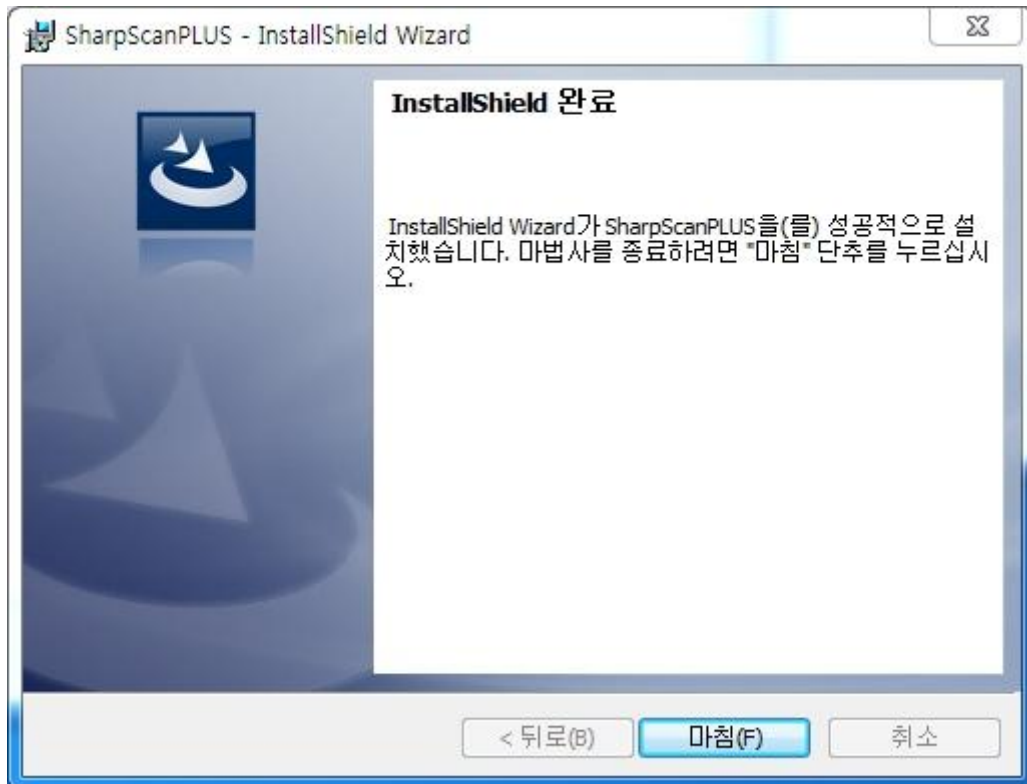 SharpScanPLUS - InstallShield Wizard
InstallShield 완료
InstallShield Wizard가 SharpScanPLUS을(를) 성공적으로 설
치했습니다. 마법사를 종료하려면 "마침" 단추를 누르십시
오.
< 뒤로(B) 마침(F) 취소